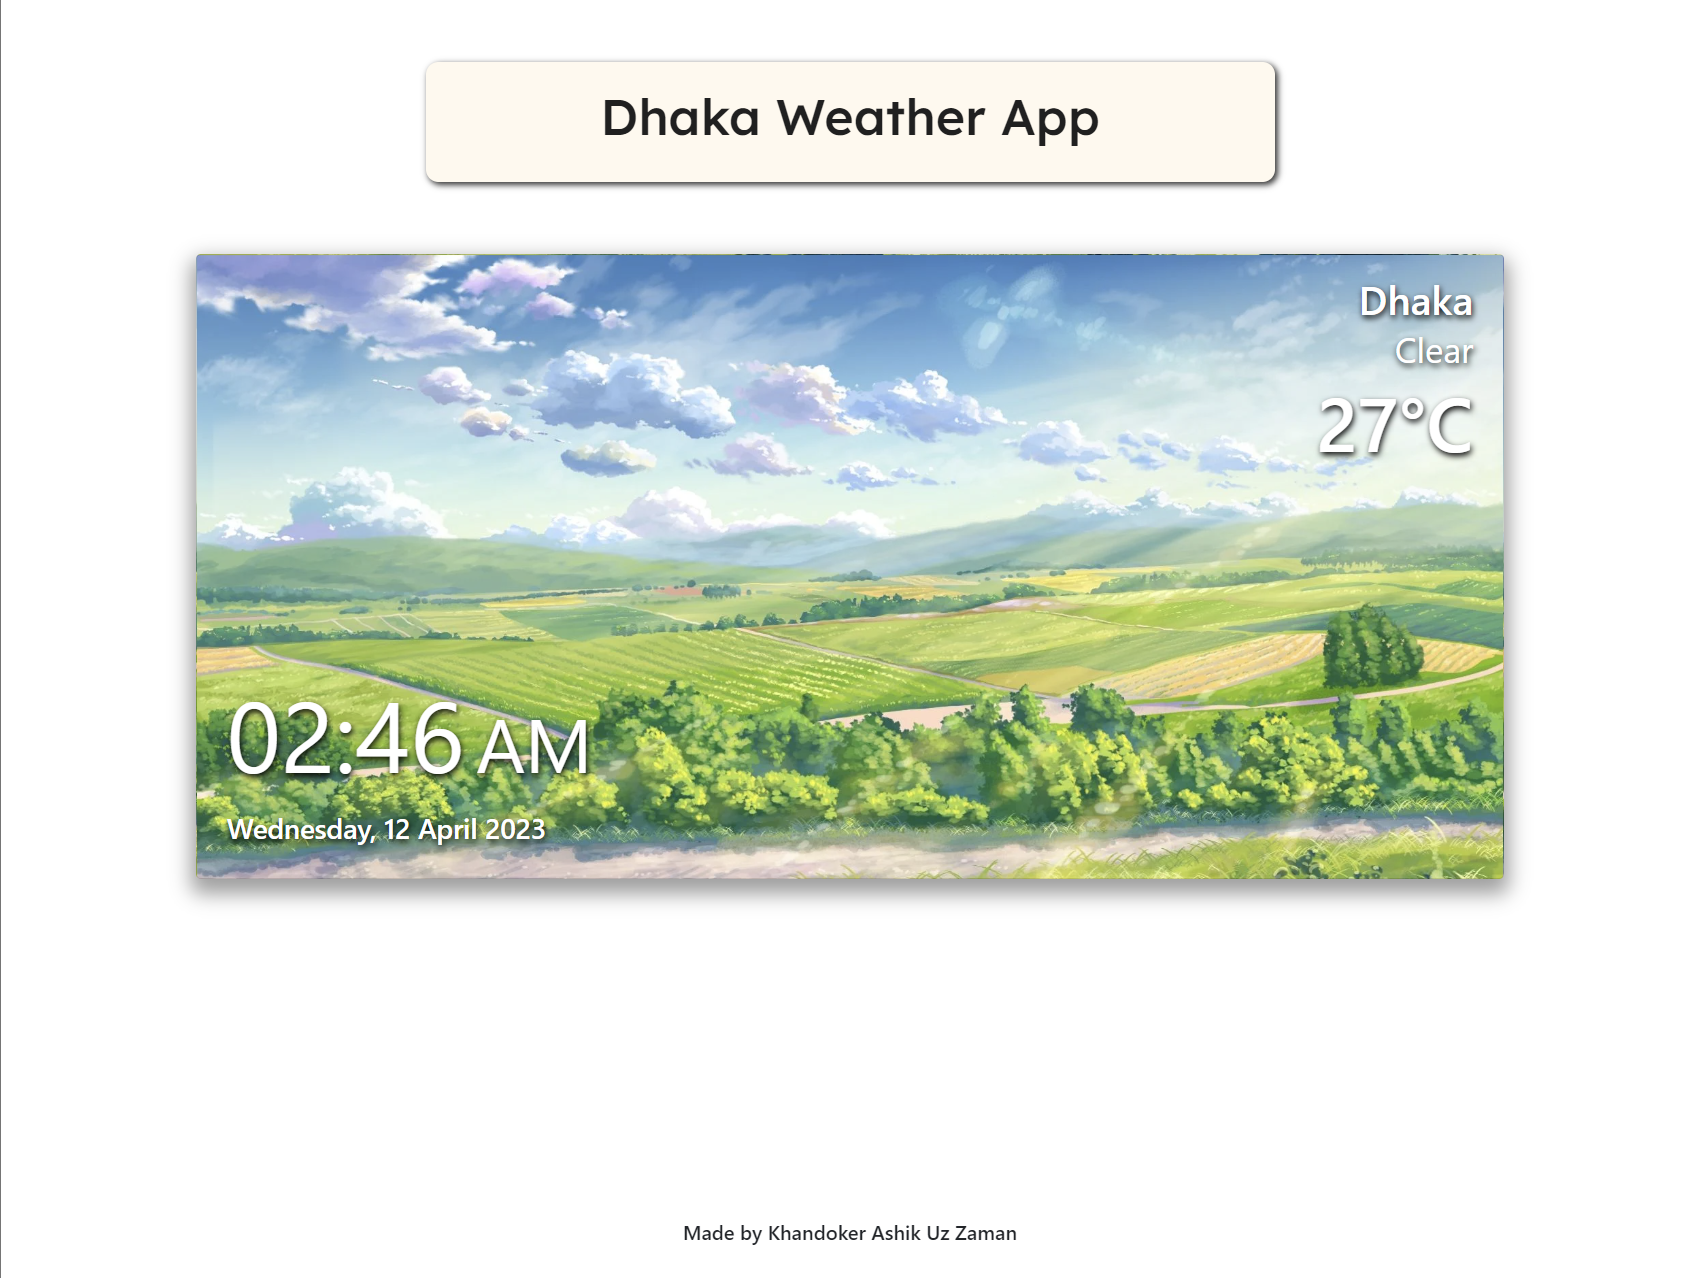 Dhaka Weather App
Dhaka
Clear
27°C
02:46 AM
Wednesday, 12 April 2023
Made by Khandoker Ashik Uz Zaman